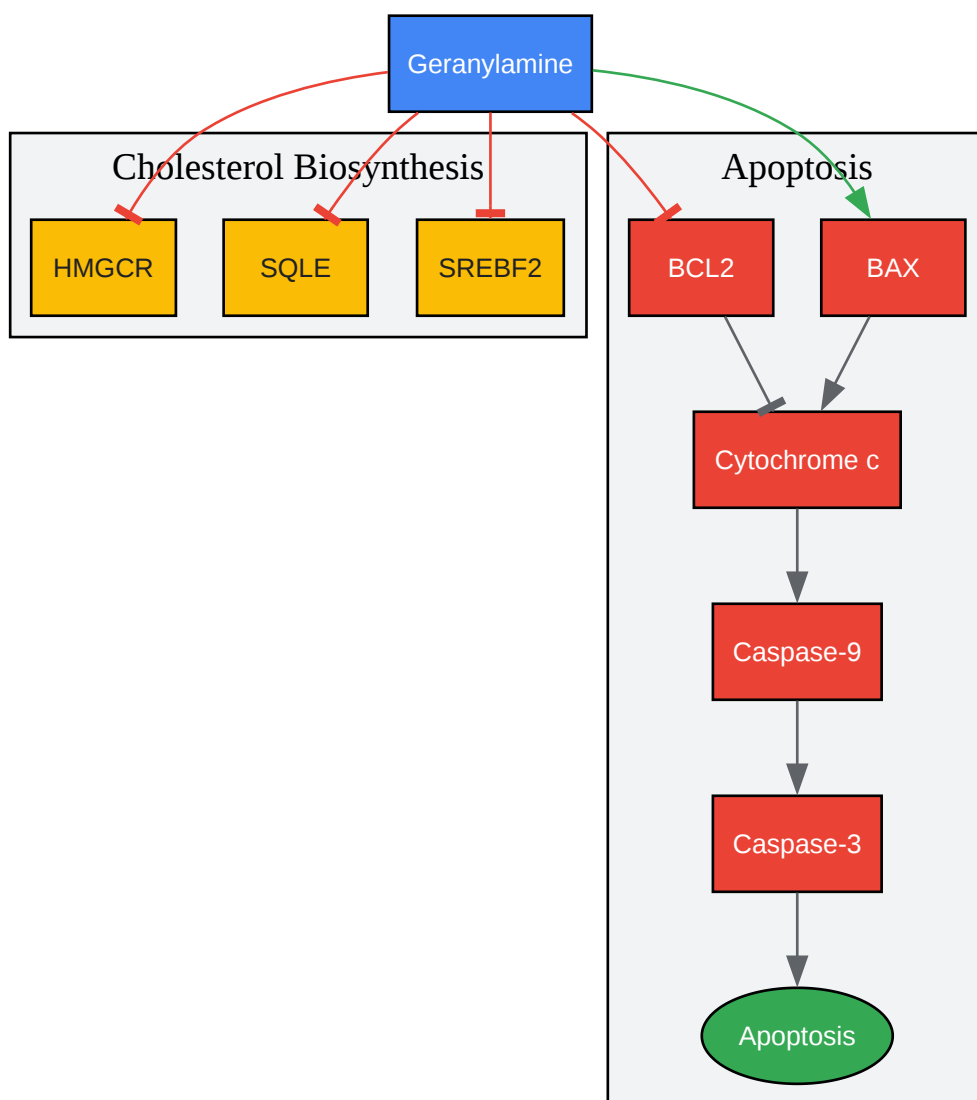 Geranylamine
Cholesterol Biosynthesis
Apoptosis
HMGCR
SQLE
SREBF2
BCL2
BAX
Cytochrome c
Caspase-9
Caspase-3
Apoptosis